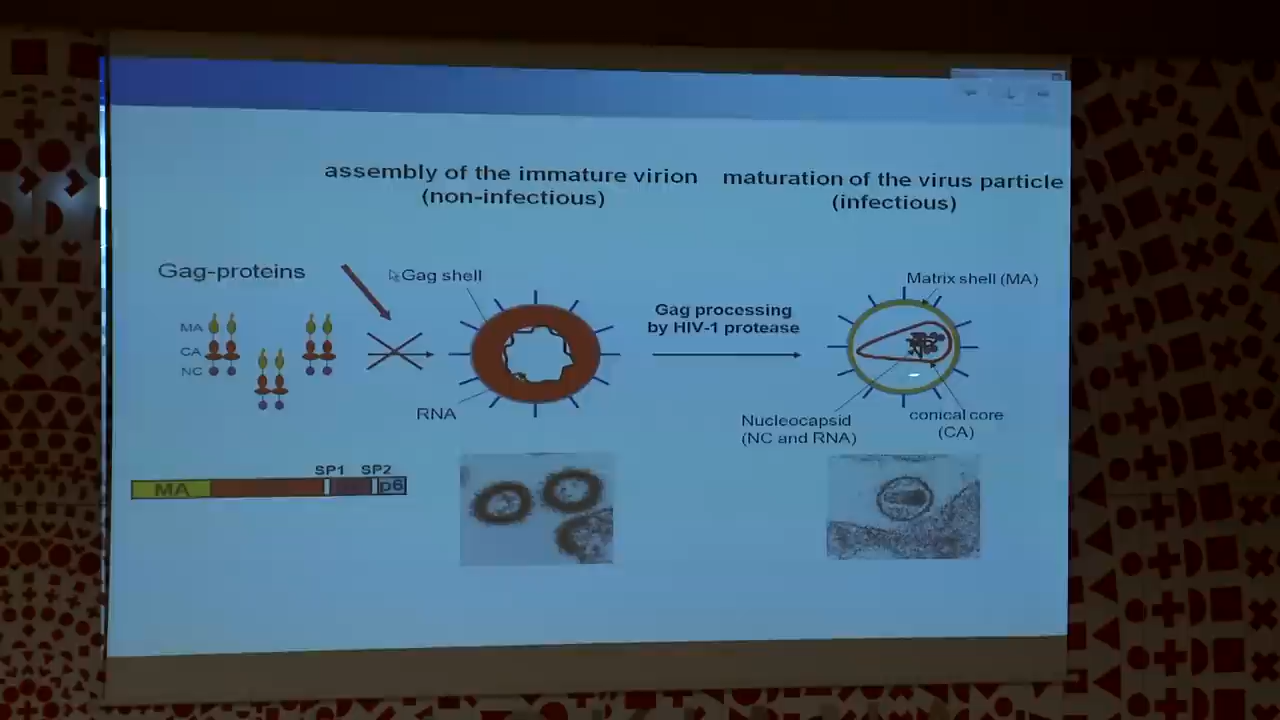 assembly of the immature virion
(non-infectious)
maturation of the virus particle
(infectious)
Gag-proteins
Gag shell
Matrix shell (MA)
Gag processing
by HIV-1 protease
MA
CA
NC
RNA
Nucleocapsid
(NC and RNA)
conical core
(CA)
SP1
SP2
MA
p6